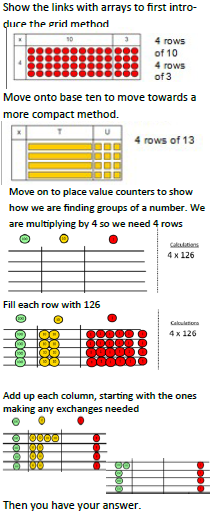 Show the links with arrays to first intro-
duce the grid method.
x 10 3
4
4 rows
of 10
4 rows
of 3
Move onto base ten to move towards a
more compact method.
x T U
4 rows of 13
Move on to place value counters to show
how we are finding groups of a number. We
are multiplying by 4 so we need 4 rows
Calculations
4 x 126
Fill each row with 126
Calculations
4 x 126
Add up each column, starting with the ones
making any exchanges needed
Then you have your answer.